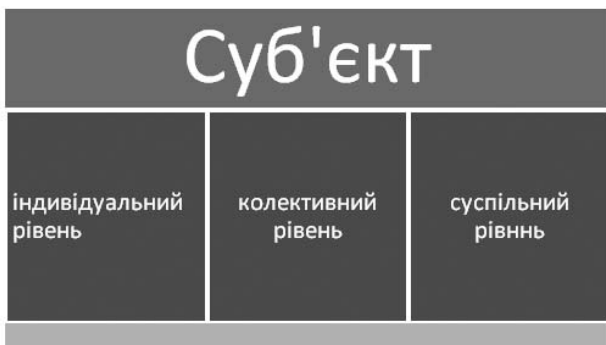 Суб'єкт
індивідуальний
рівень
колективний
рівень
суспільний
рівннь